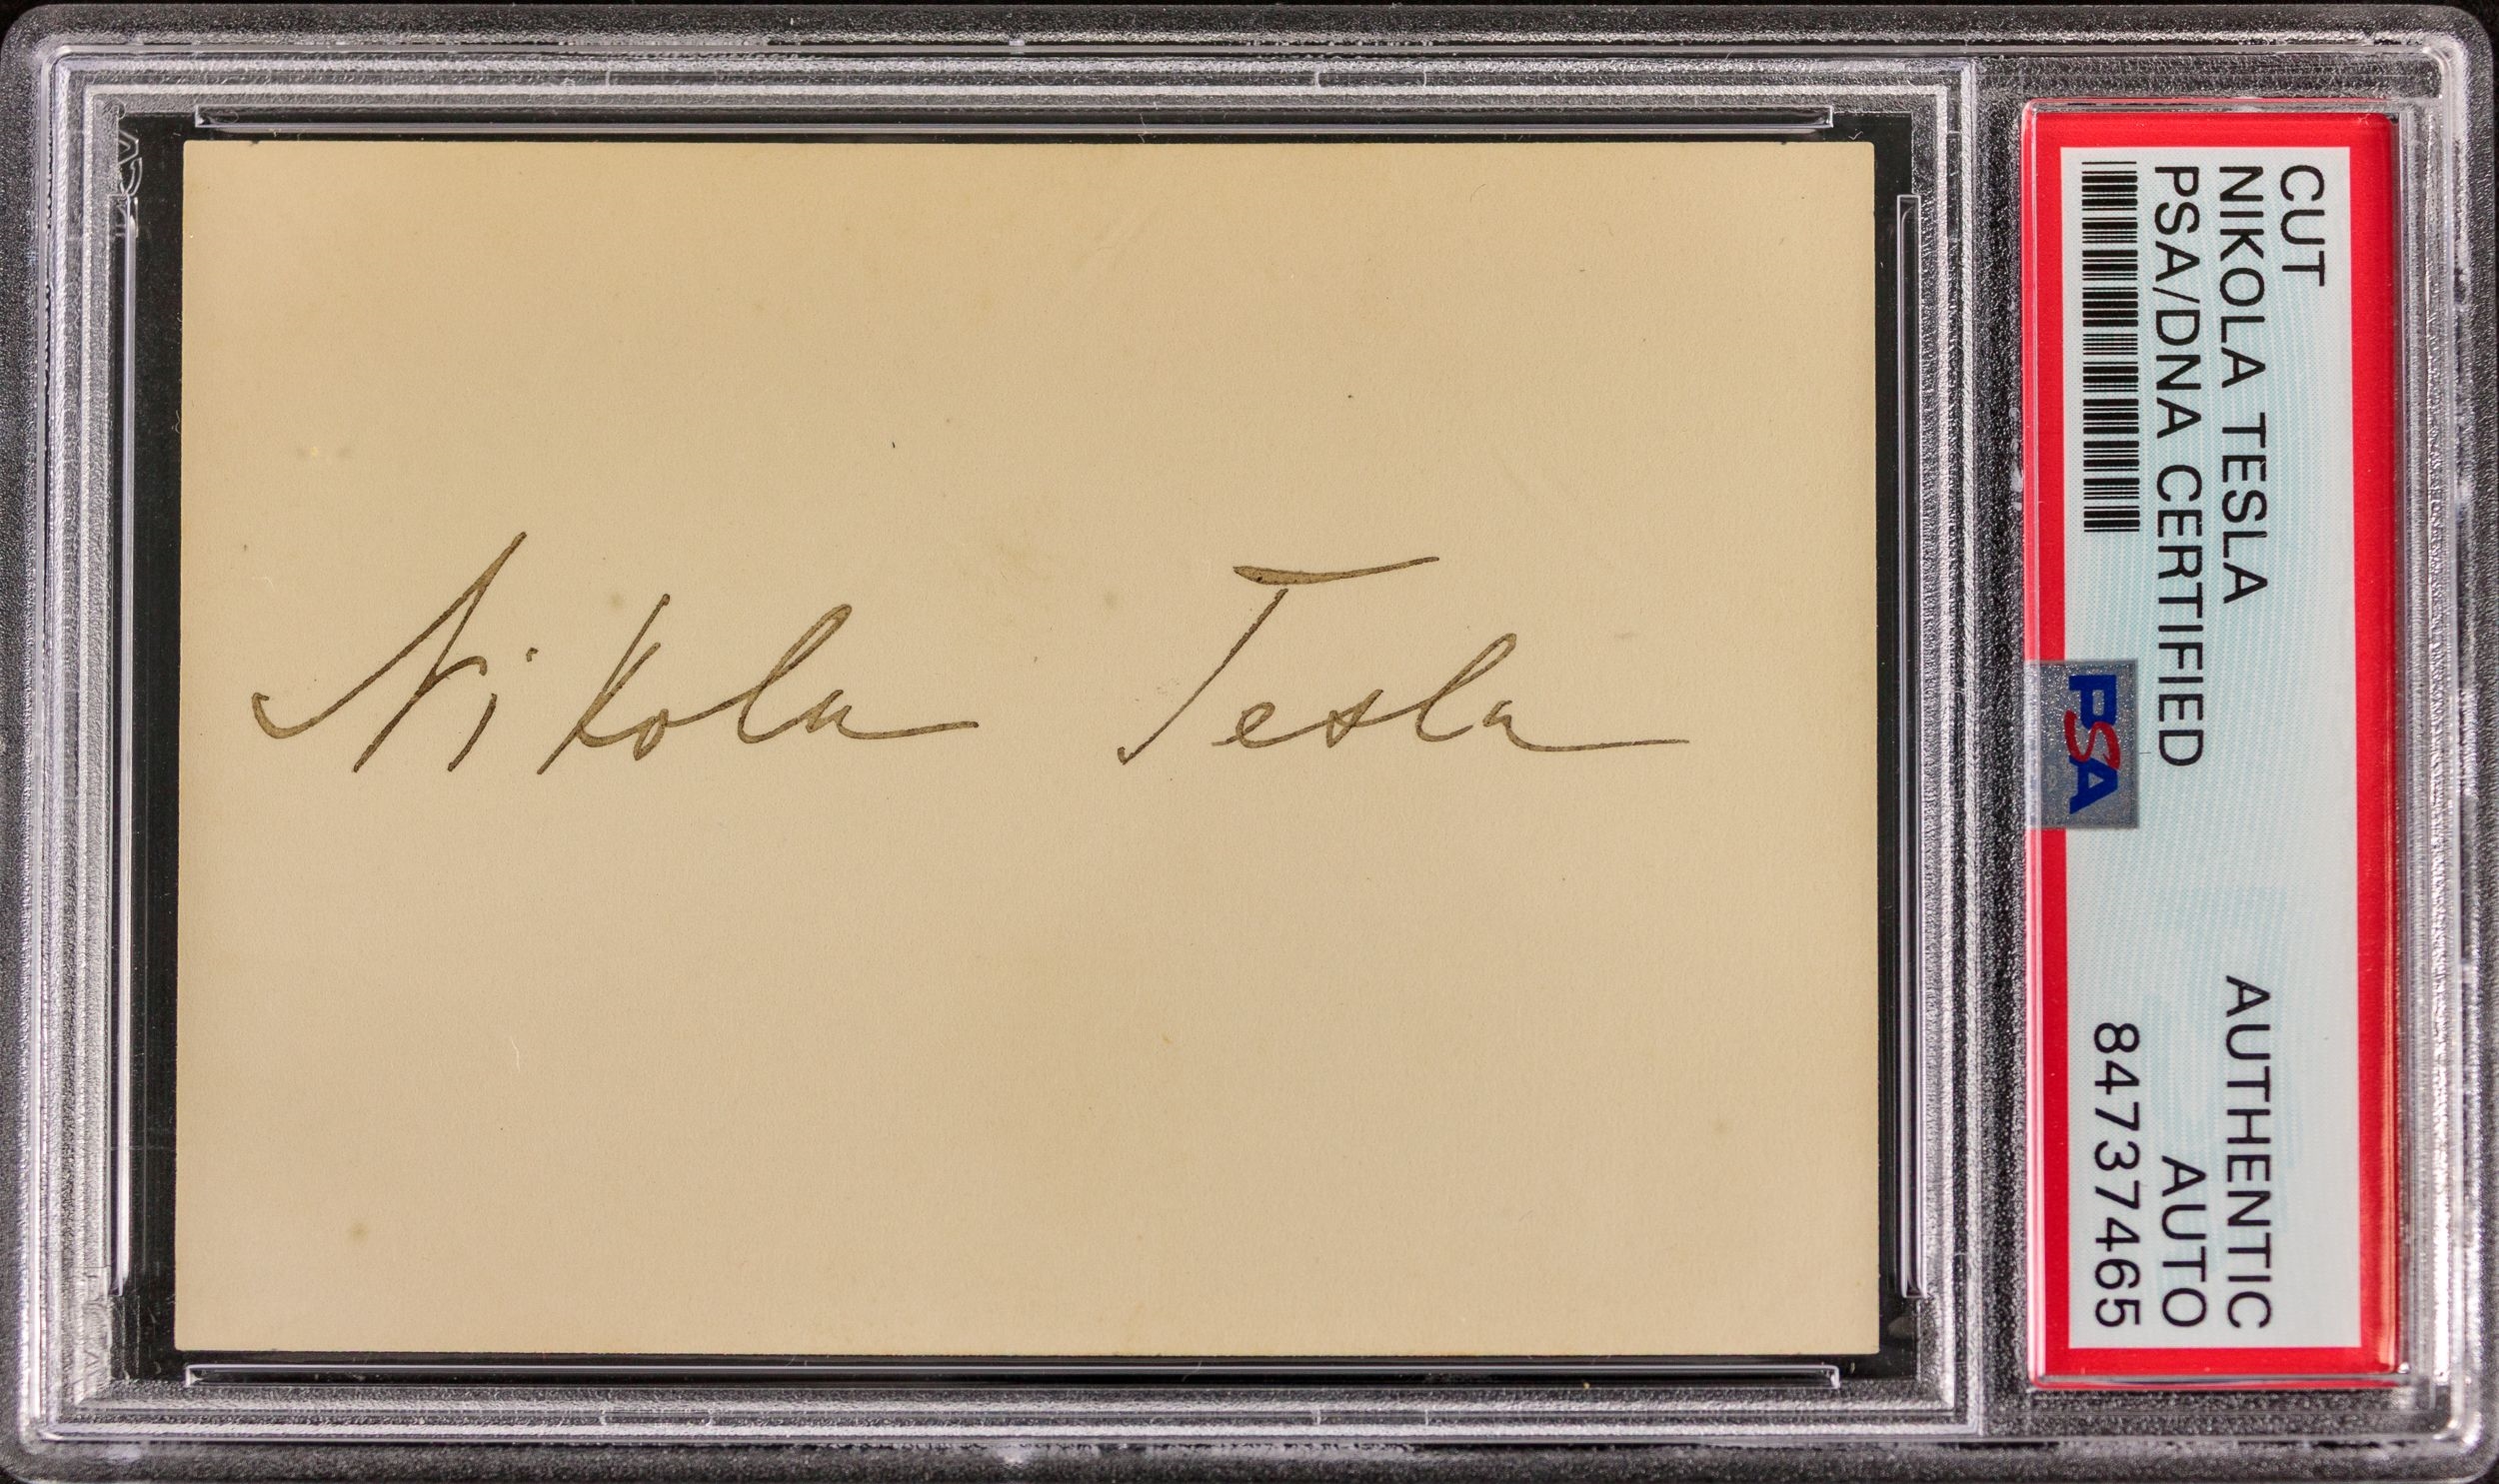 Nikola Tesla
CUT
NIKOLA TESLA AUTHENTIC
PSA/DNA CERTIFIED AUTO
84737465
PSA